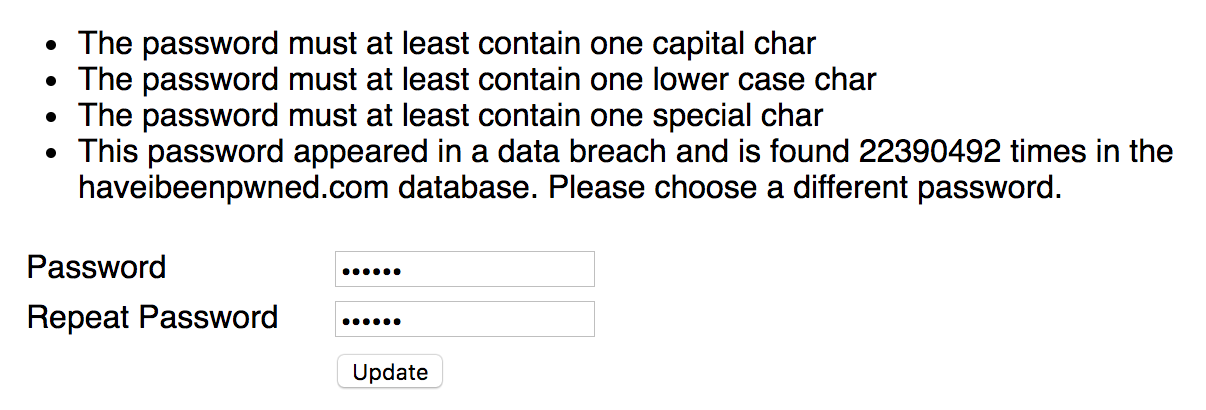 • The password must at least contain one capital char
• The password must at least contain one lower case char
• The password must at least contain one special char
• This password appeared in a data breach and is found 22390492 times in the
haveibeenpwned.com database. Please choose a different password.
Password ••••••
Repeat Password ••••••
Update